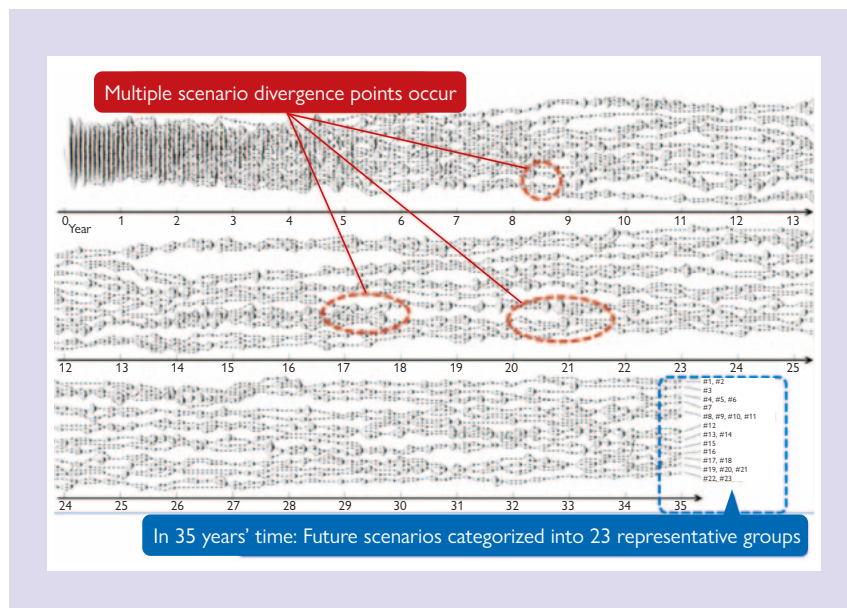 Multiple scenario divergence points occur
0 1 2 3 4 5 6 7 8 9 10 11 12 13
Year
12 13 14 15 16 17 18 19 20 21 22 23 24 25
#1, #2
#3
#4, #5, #6
#7
#8, #9, #10, #11
#12
#13, #14
#15
#16
#17, #18
#19, #20, #21
#22, #23
24 25 26 27 28 29 30 31 32 33 34 35
In 35 years’ time: Future scenarios categorized into 23 representative groups